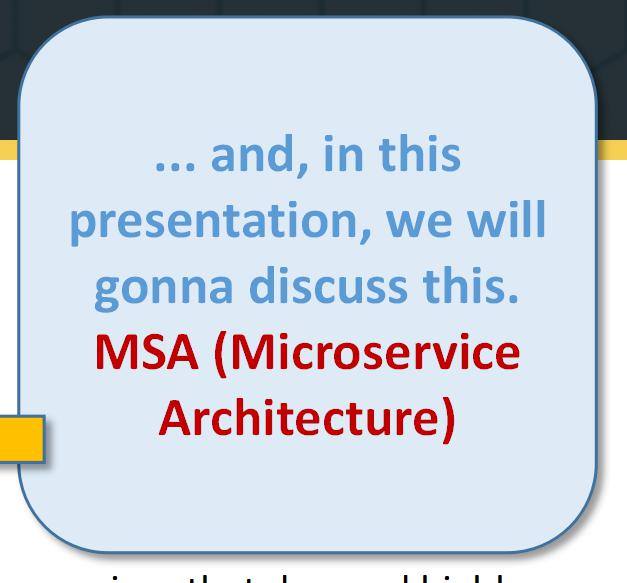 ... and, in this
presentation, we will
gonna discuss this.
MSA (Microservice
Architecture)